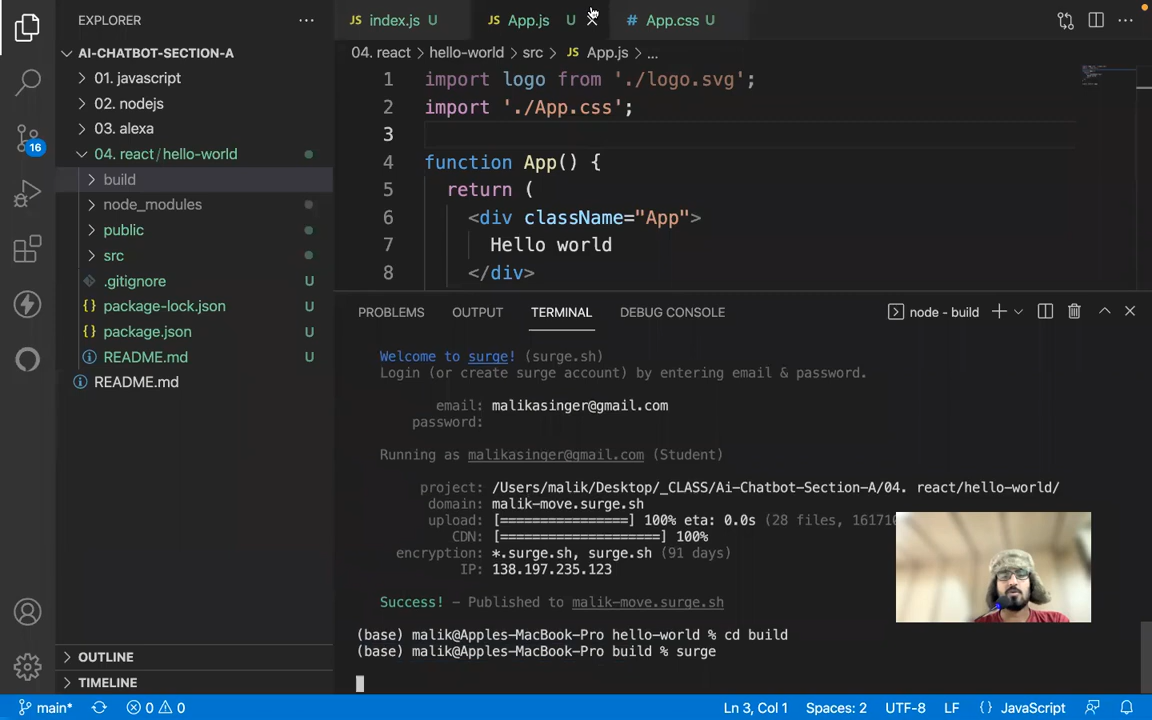 EXPLORER
AI-CHATBOT-SECTION-A
01. javascript
02. nodejs
03. alexa
04. react/hello-world
build
node_modules
public
src
.gitignore U
package-lock.json U
package.json U
README.md U
README.md
OUTLINE
TIMELINE
16
JS index.js U
JS App.js U
# App.css U
04. react > hello-world > src > JS App.js > ...
1 import logo from './logo.svg';
2 import './App.css';
3
4 function App() {
5 return (
6 <div className="App">
7 Hello world
8 </div>
PROBLEMS OUTPUT TERMINAL DEBUG CONSOLE
node - build
Welcome to surge! (surge.sh)
Login (or create surge account) by entering email & password.
email: malikasinger@gmail.com
password:
Running as malikasinger@gmail.com (Student)
project: /Users/malik/Desktop/_CLASS/Ai-Chatbot-Section-A/04. react/hello-world/
domain: malik-move.surge.sh
upload: [================] 100% eta: 0.0s (28 files, 16171
CDN: [====================] 100%
encryption: *.surge.sh, surge.sh (91 days)
IP: 138.197.235.123
Success! - Published to malik-move.surge.sh
(base) malik@Apples-MacBook-Pro hello-world % cd build
(base) malik@Apples-MacBook-Pro build % surge
main* 0 0 Ln 3, Col 1 Spaces: 2 UTF-8 LF {} JavaScript